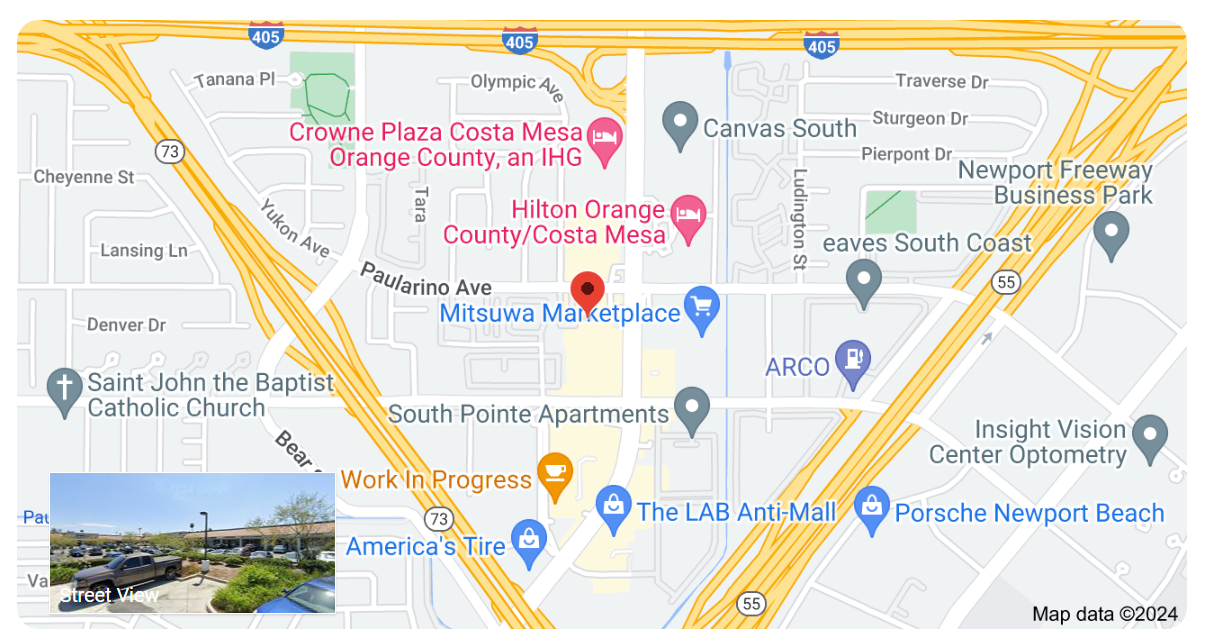 405
405
405
Tanana Pl
Olympic Ave
Traverse Dr
Sturgeon Dr
Crowne Plaza Costa Mesa
Orange County, an IHG
Canvas South
73
Pierpont Dr
Newport Freeway
Business Park
Cheyenne St
Tara
Ludington St
Yukon Ave
Hilton Orange
County/Costa Mesa
Lansing Ln
eaves South Coast
Paularino Ave
55
Mitsuwa Marketplace
Denver Dr
ARCO
Saint John the Baptist
Catholic Church
South Pointe Apartments
Insight Vision
Center Optometry
Bear
Work In Progress
Pau
73
The LAB Anti-Mall
Porsche Newport Beach
America's Tire
Va
Street View
55
Map data ©2024